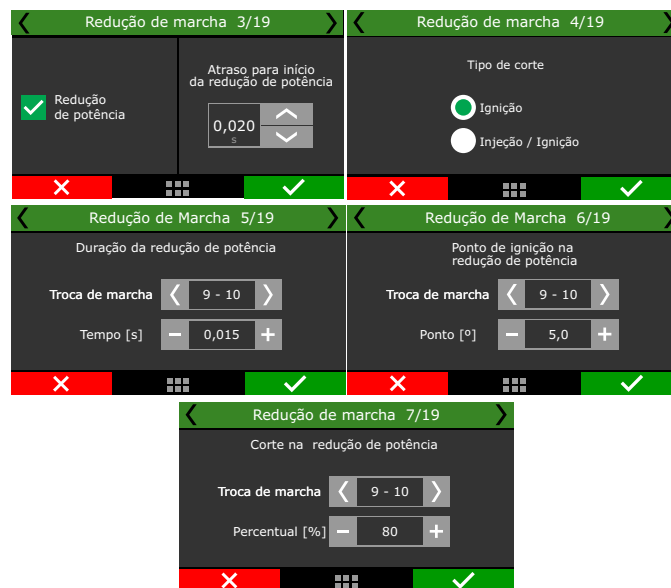 Redução de marcha 3/19
Redução
de potência
Atraso para início
da redução de potência
0,020
s
Redução de marcha 4/19
Tipo de corte
Ignição
Injeção / Ignição
Redução de Marcha 5/19
Duração da redução de potência
Troca de marcha 9 - 10
Tempo [s] 0,015
Redução de Marcha 6/19
Ponto de ignição na
redução de potência
Troca de marcha 9 - 10
Ponto [º] 5,0
Redução de marcha 7/19
Corte na redução de potência
Troca de marcha 9 - 10
Percentual [%] 80